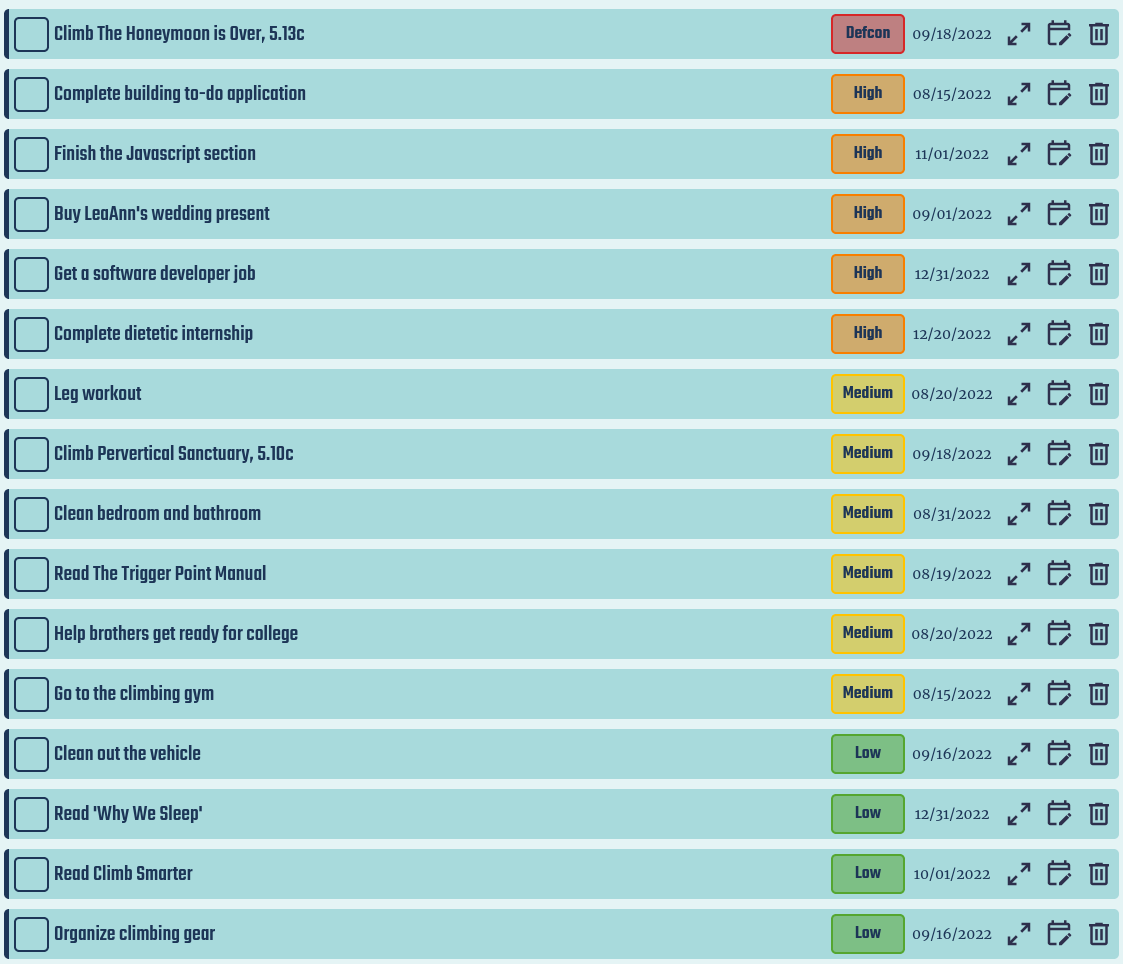 Climb The Honeymoon is Over, 5.13c Defcon 09/18/2022
Complete building to-do application High 08/15/2022
Finish the Javascript section High 11/01/2022
Buy LeaAnn's wedding present High 09/01/2022
Get a software developer job High 12/31/2022
Complete dietetic internship High 12/20/2022
Leg workout Medium 08/20/2022
Climb Pervertical Sanctuary, 5.10c Medium 09/18/2022
Clean bedroom and bathroom Medium 08/31/2022
Read The Trigger Point Manual Medium 08/19/2022
Help brothers get ready for college Medium 08/20/2022
Go to the climbing gym Medium 08/15/2022
Clean out the vehicle Low 09/16/2022
Read 'Why We Sleep' Low 12/31/2022
Read Climb Smarter Low 10/01/2022
Organize climbing gear Low 09/16/2022